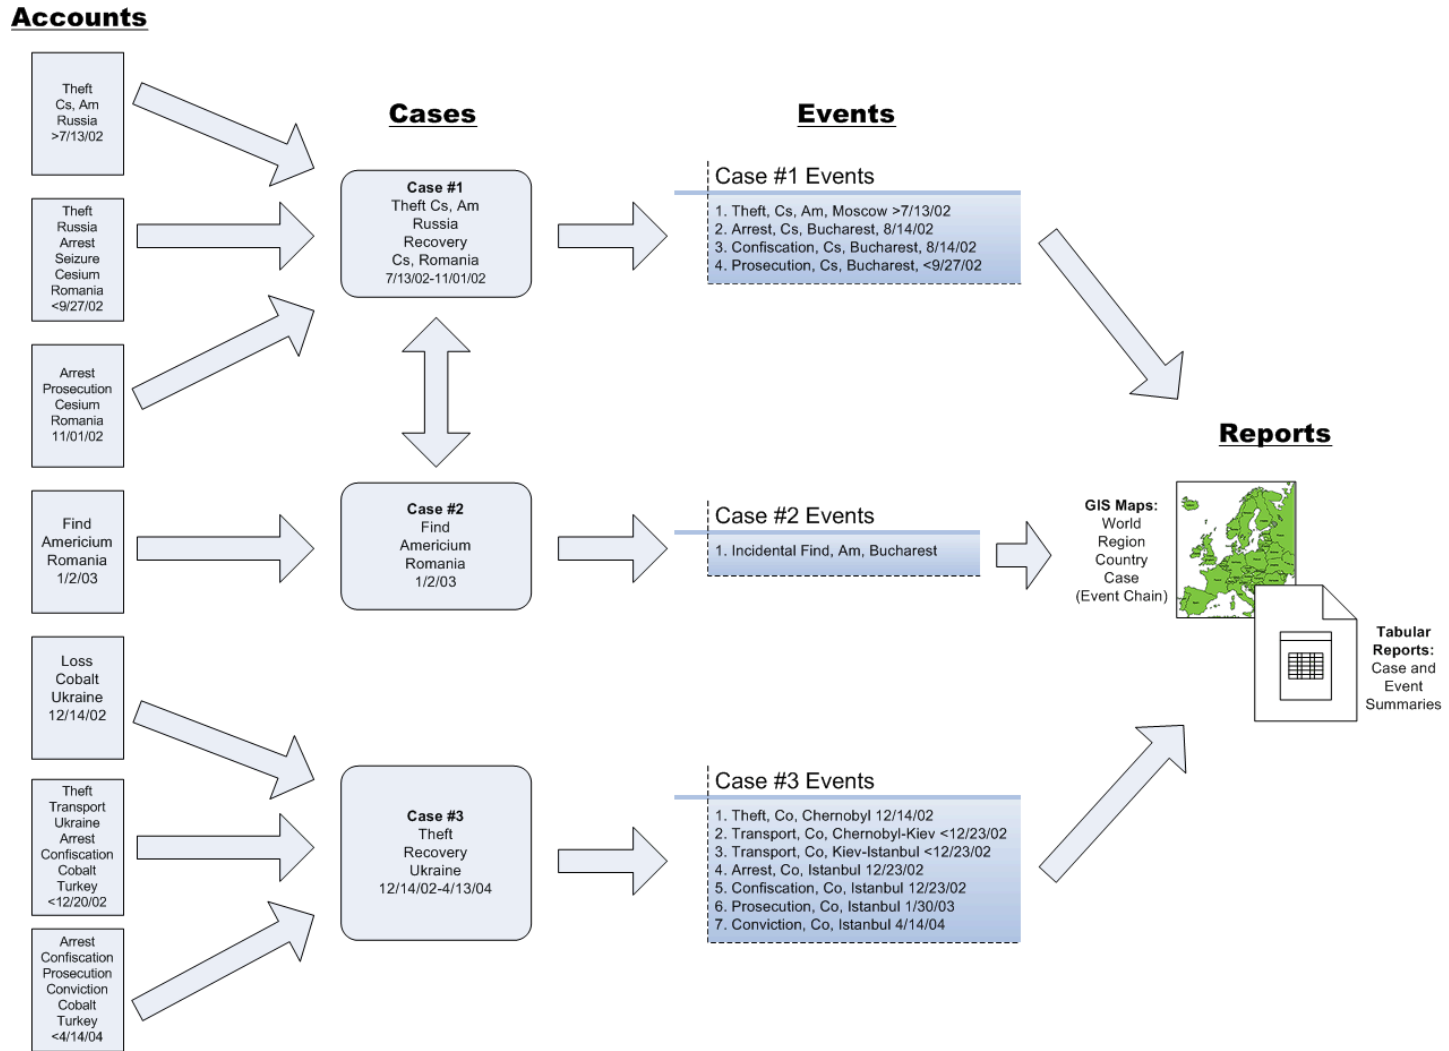 Accounts
Theft
Cs, Am
Russia
>7/13/02
Theft
Russia
Arrest
Seizure
Cesium
Romania
<9/27/02
Arrest
Prosecution
Cesium
Romania
11/01/02
Find
Americium
Romania
1/2/03
Loss
Cobalt
Ukraine
12/14/02
Theft
Transport
Ukraine
Arrest
Confiscation
Cobalt
Turkey
<12/20/02
Arrest
Confiscation
Prosecution
Conviction
Cobalt
Turkey
<4/14/04
Cases
Case #1
Theft Cs, Am
Russia
Recovery
Cs, Romania
7/13/02-11/01/02
Case #2
Find
Americium
Romania
1/2/03
Case #3
Theft
Recovery
Ukraine
12/14/02-4/13/04
Events
Case #1 Events
1. Theft, Cs, Am, Moscow >7/13/02
2. Arrest, Cs, Bucharest, 8/14/02
3. Confiscation, Cs, Bucharest, 8/14/02
4. Prosecution, Cs, Bucharest, <9/27/02
Case #2 Events
1. Incidental Find, Am, Bucharest
Case #3 Events
1. Theft, Co, Chernobyl 12/14/02
2. Transport, Co, Chernobyl-Kiev <12/23/02
3. Transport, Co, Kiev-Istanbul <12/23/02
4. Arrest, Co, Istanbul 12/23/02
5. Confiscation, Co, Istanbul 12/23/02
6. Prosecution, Co, Istanbul 1/30/03
7. Conviction, Co, Istanbul 4/14/04
Reports
GIS Maps:
World
Region
Country
Case
(Event Chain)
Tabular
Reports:
Case and
Event
Summaries